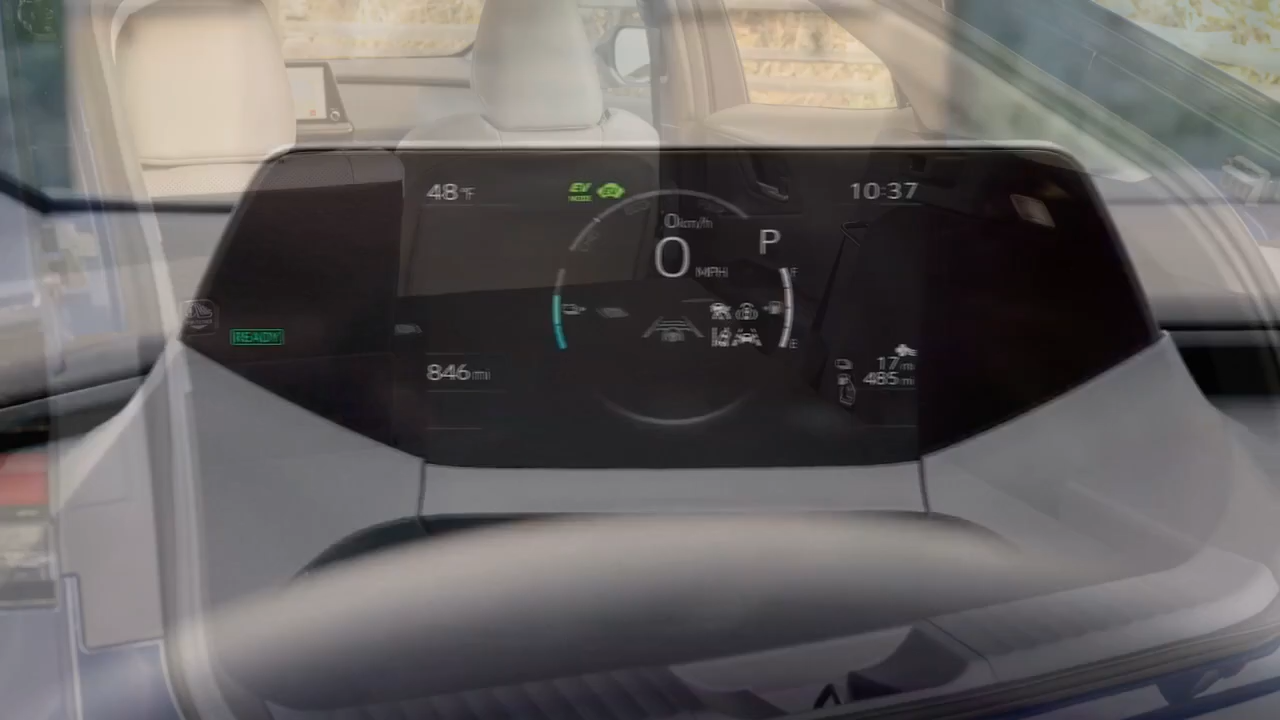 48°F
EV
MODE
10:37
0km/h
0 MPH
P
F
READY
E
846mi
17mi
485mi